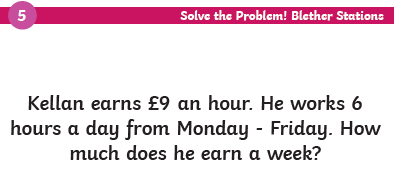 5
Solve the Problem! Blether Stations
Kellan earns £9 an hour. He works 6
hours a day from Monday - Friday. How
much does he earn a week?